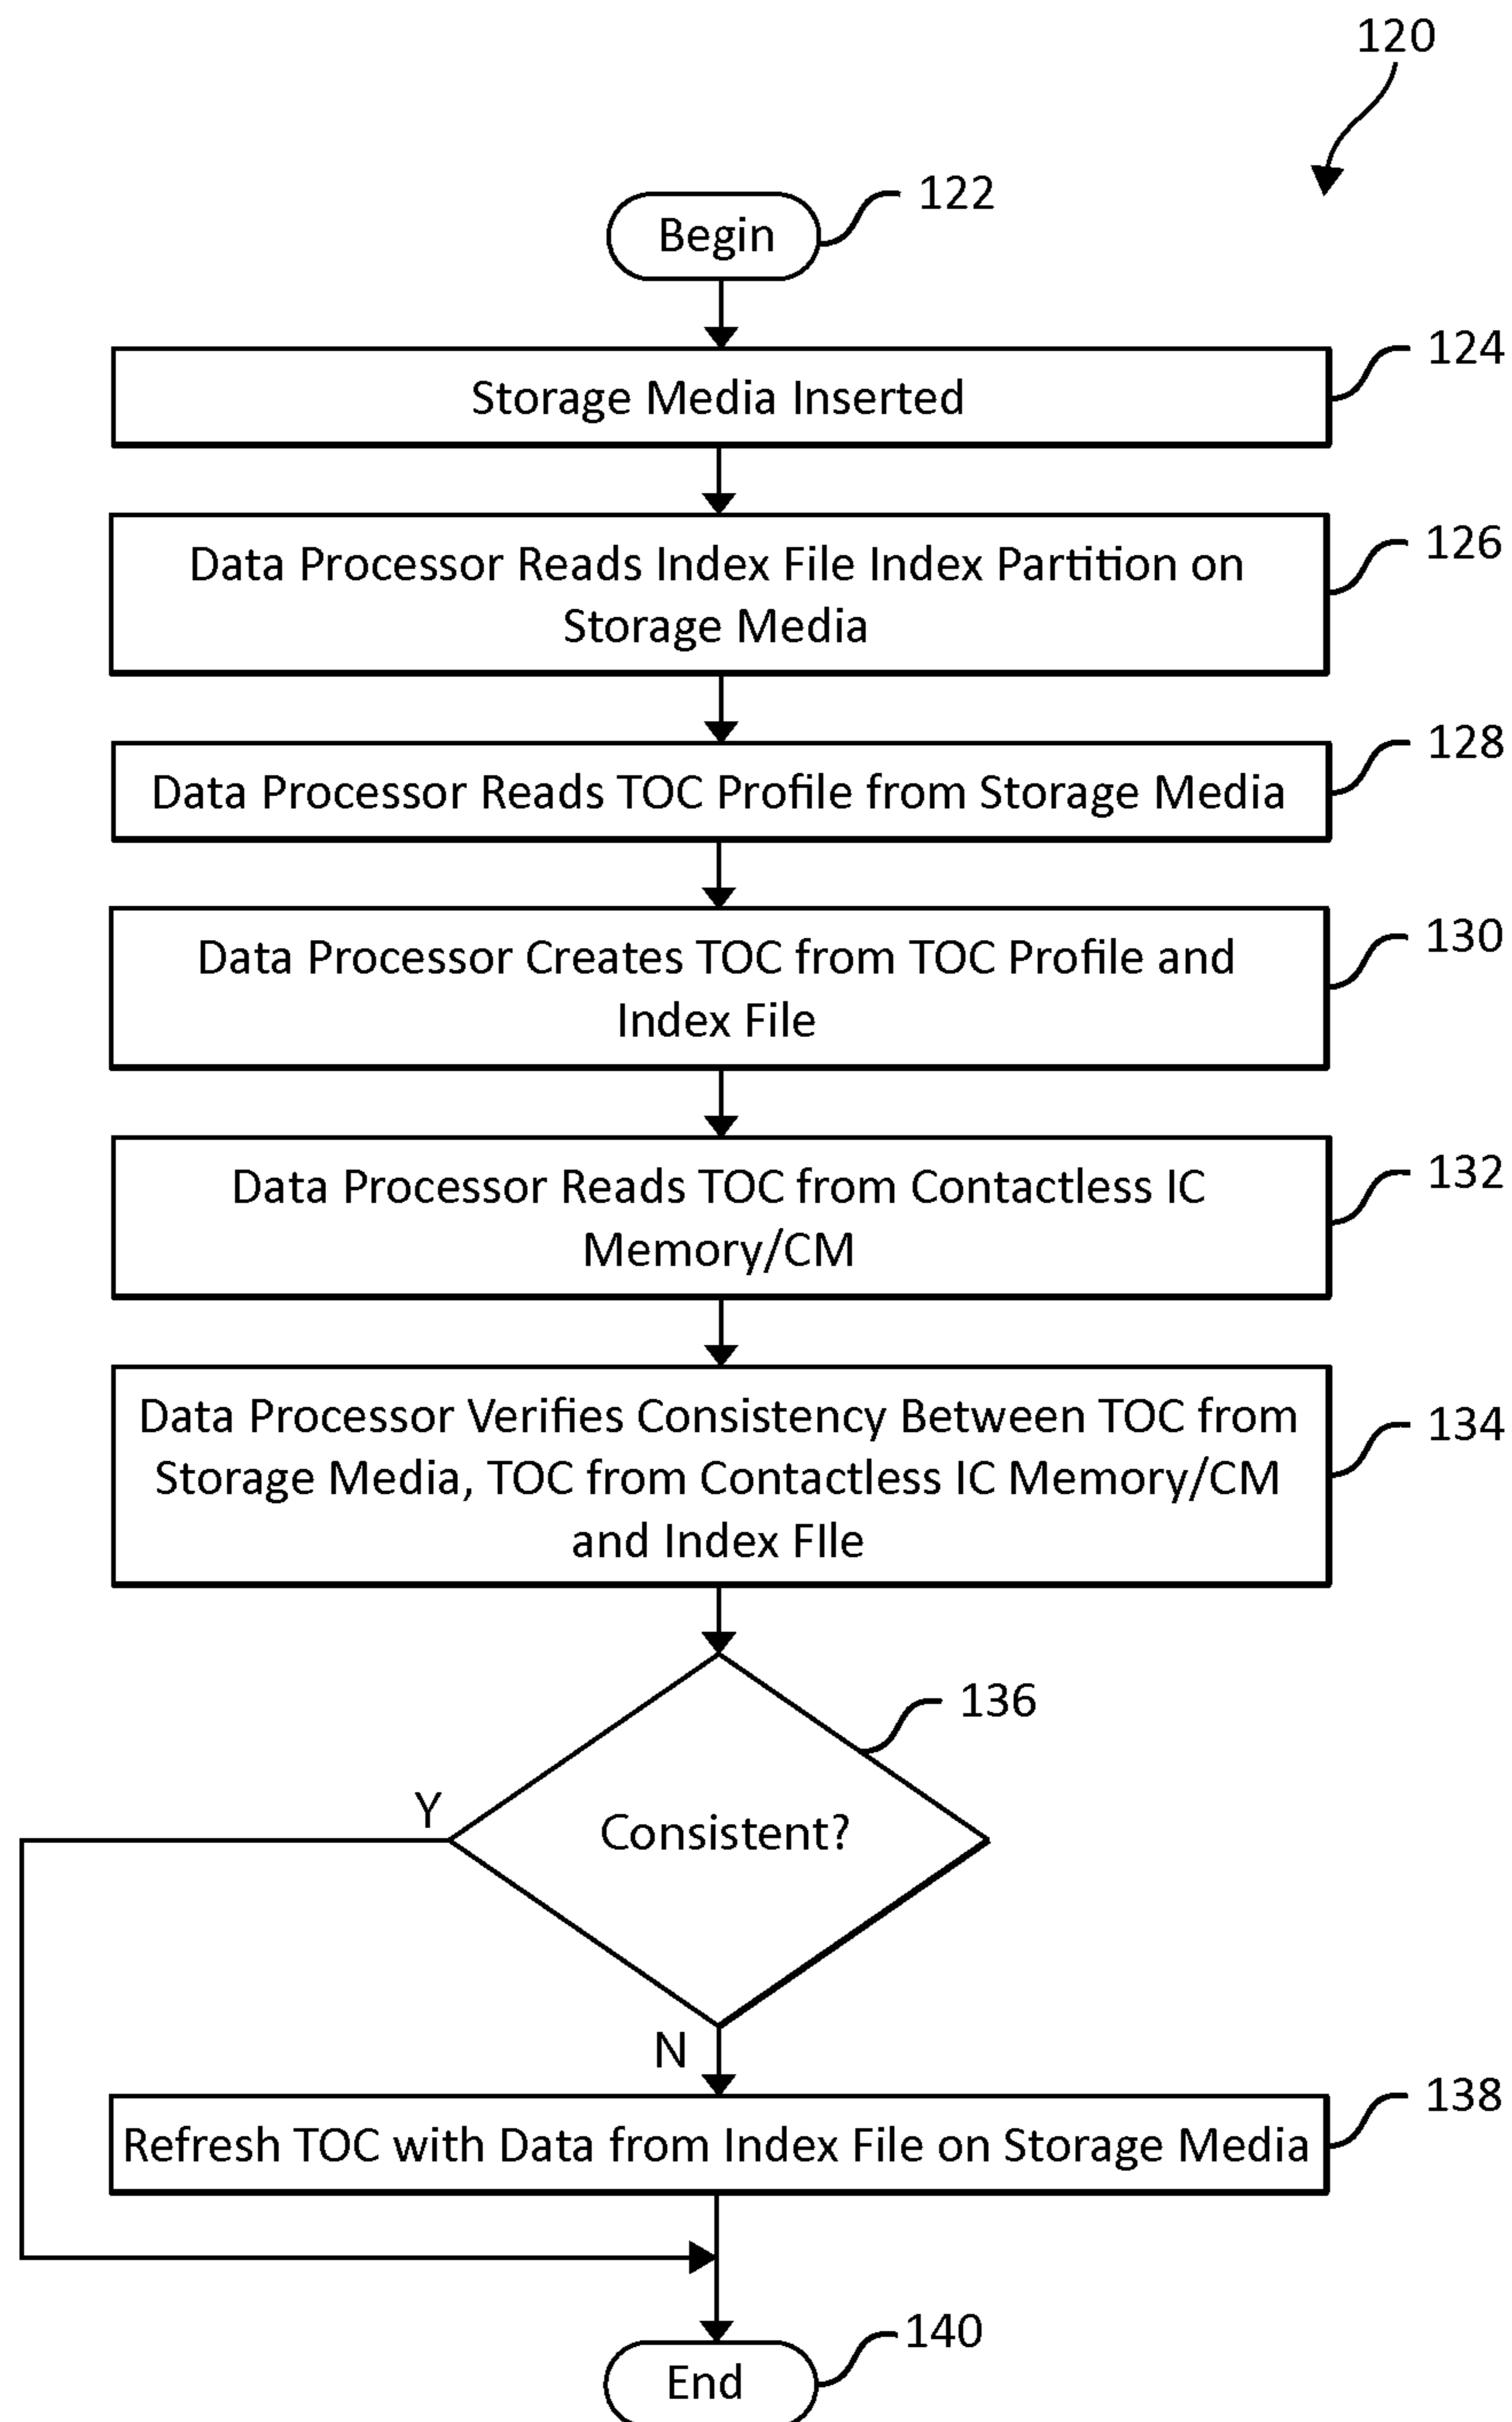 120
Begin
122
Storage Media Inserted
124
Data Processor Reads Index File Index Partition on
Storage Media
126
Data Processor Reads TOC Profile from Storage Media
128
Data Processor Creates TOC from TOC Profile and
Index File
130
Data Processor Reads TOC from Contactless IC
Memory/CM
132
Data Processor Verifies Consistency Between TOC from
Storage Media, TOC from Contactless IC Memory/CM
and Index FIle
134
136
Y
Consistent?
N
Refresh TOC with Data from Index File on Storage Media
138
End
140